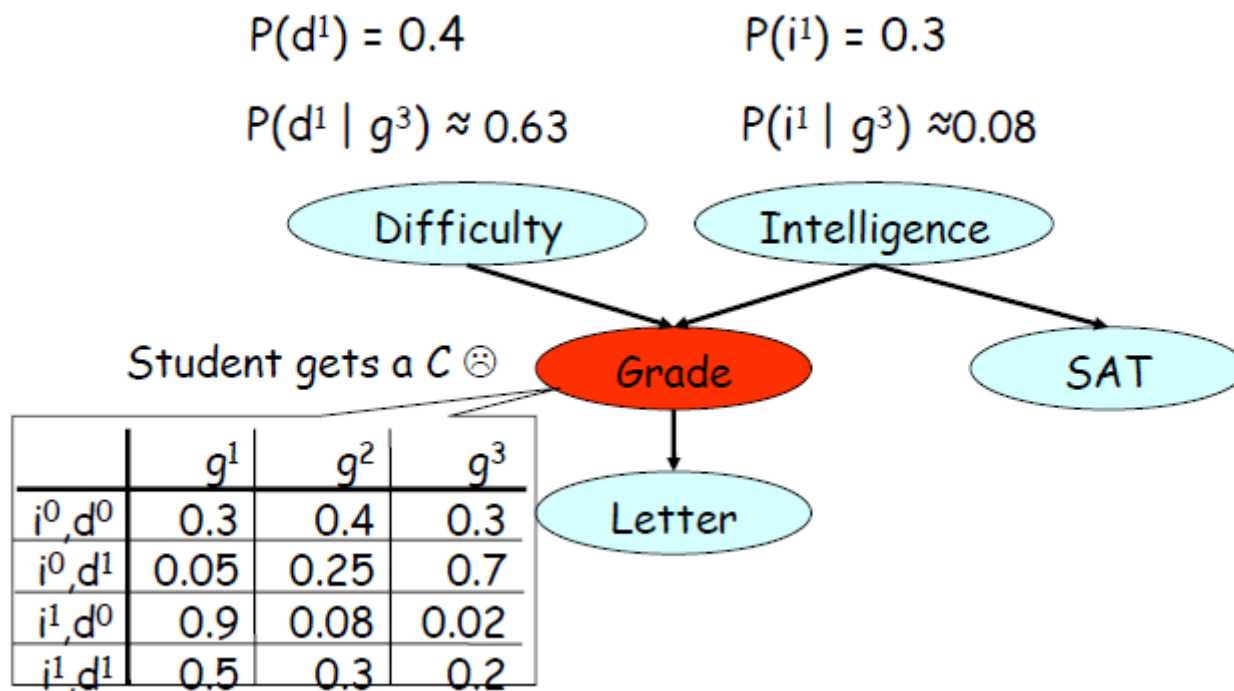 P(d¹) = 0.4 P(i¹) = 0.3
P(d¹ | g³) ≈ 0.63 P(i¹ | g³) ≈0.08
Difficulty Intelligence
Student gets a C ☹ Grade SAT
g¹ g² g³
i⁰,d⁰ 0.3 0.4 0.3
Letter
i⁰,d¹ 0.05 0.25 0.7
i¹,d⁰ 0.9 0.08 0.02
i¹,d¹ 0.5 0.3 0.2